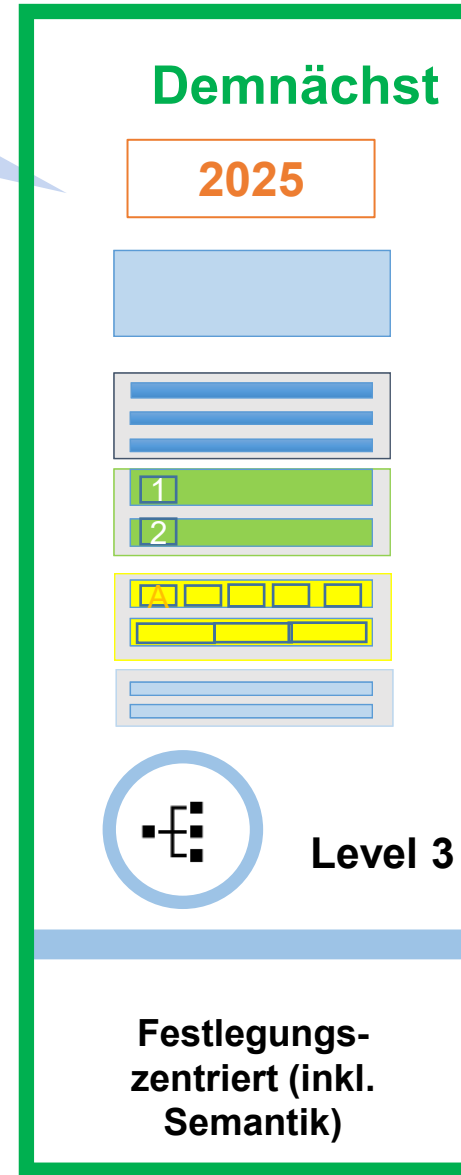 Demnächst
2025
1
2
A
Level 3
Festlegungs-
zentriert (inkl.
Semantik)